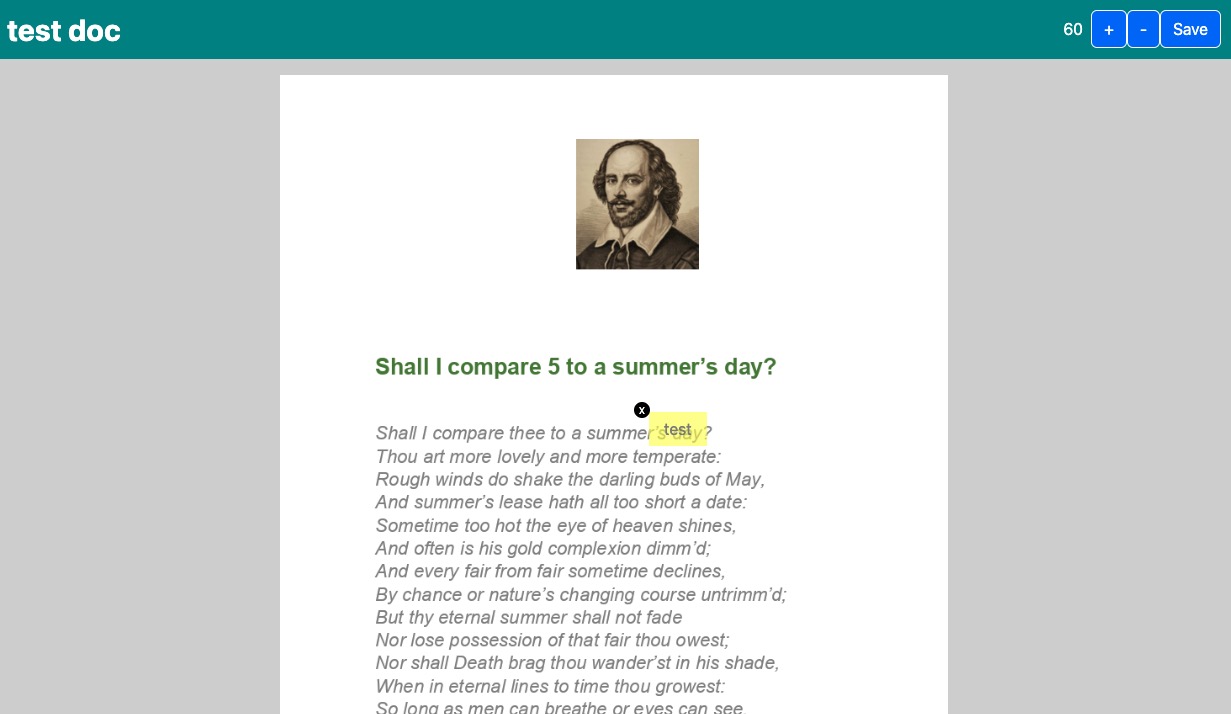 test doc
60 + - Save
Shall I compare 5 to a summer’s day?
x
test
Shall I compare thee to a summer’s day?
Thou art more lovely and more temperate:
Rough winds do shake the darling buds of May,
And summer’s lease hath all too short a date:
Sometime too hot the eye of heaven shines,
And often is his gold complexion dimm’d;
And every fair from fair sometime declines,
By chance or nature’s changing course untrimm’d;
But thy eternal summer shall not fade
Nor lose possession of that fair thou owest;
Nor shall Death brag thou wander’st in his shade,
When in eternal lines to time thou growest:
So long as men can breathe or eyes can see,